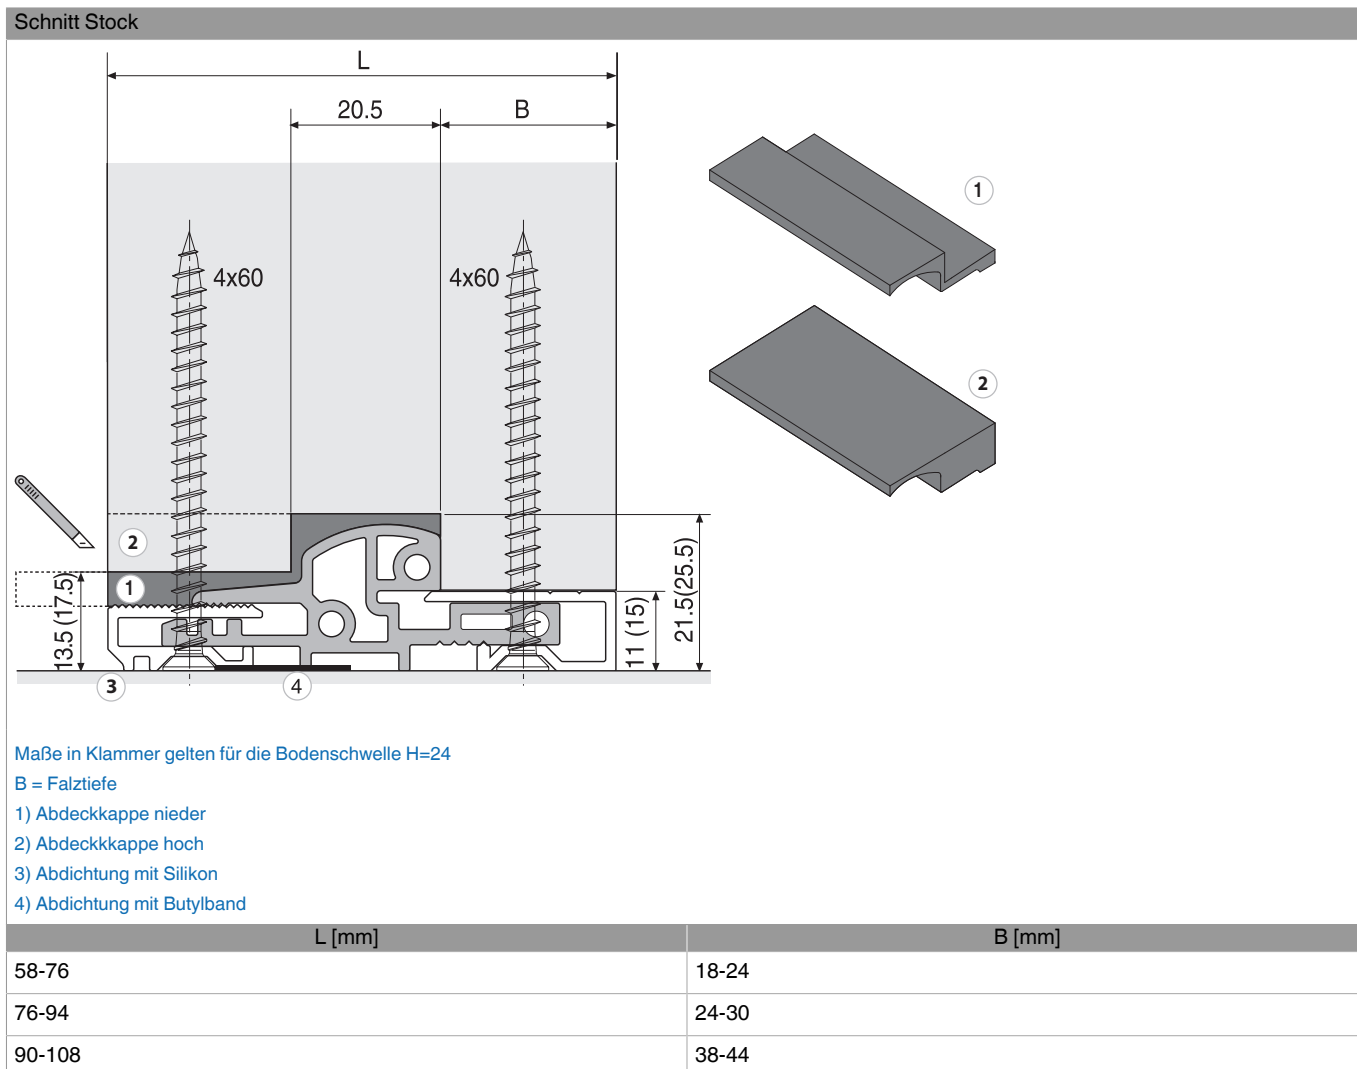 Schnitt Stock
L
20.5
B
1
4x60
4x60
2
2
1
13.5 (17.5)
11 (15)
21.5(25.5)
3
4
Maße in Klammer gelten für die Bodenschwelle H=24
B = Falztiefe
1) Abdeckkappe nieder
2) Abdeckkkappe hoch
3) Abdichtung mit Silikon
4) Abdichtung mit Butylband
L [mm] B [mm]
58-76 18-24
76-94 24-30
90-108 38-44